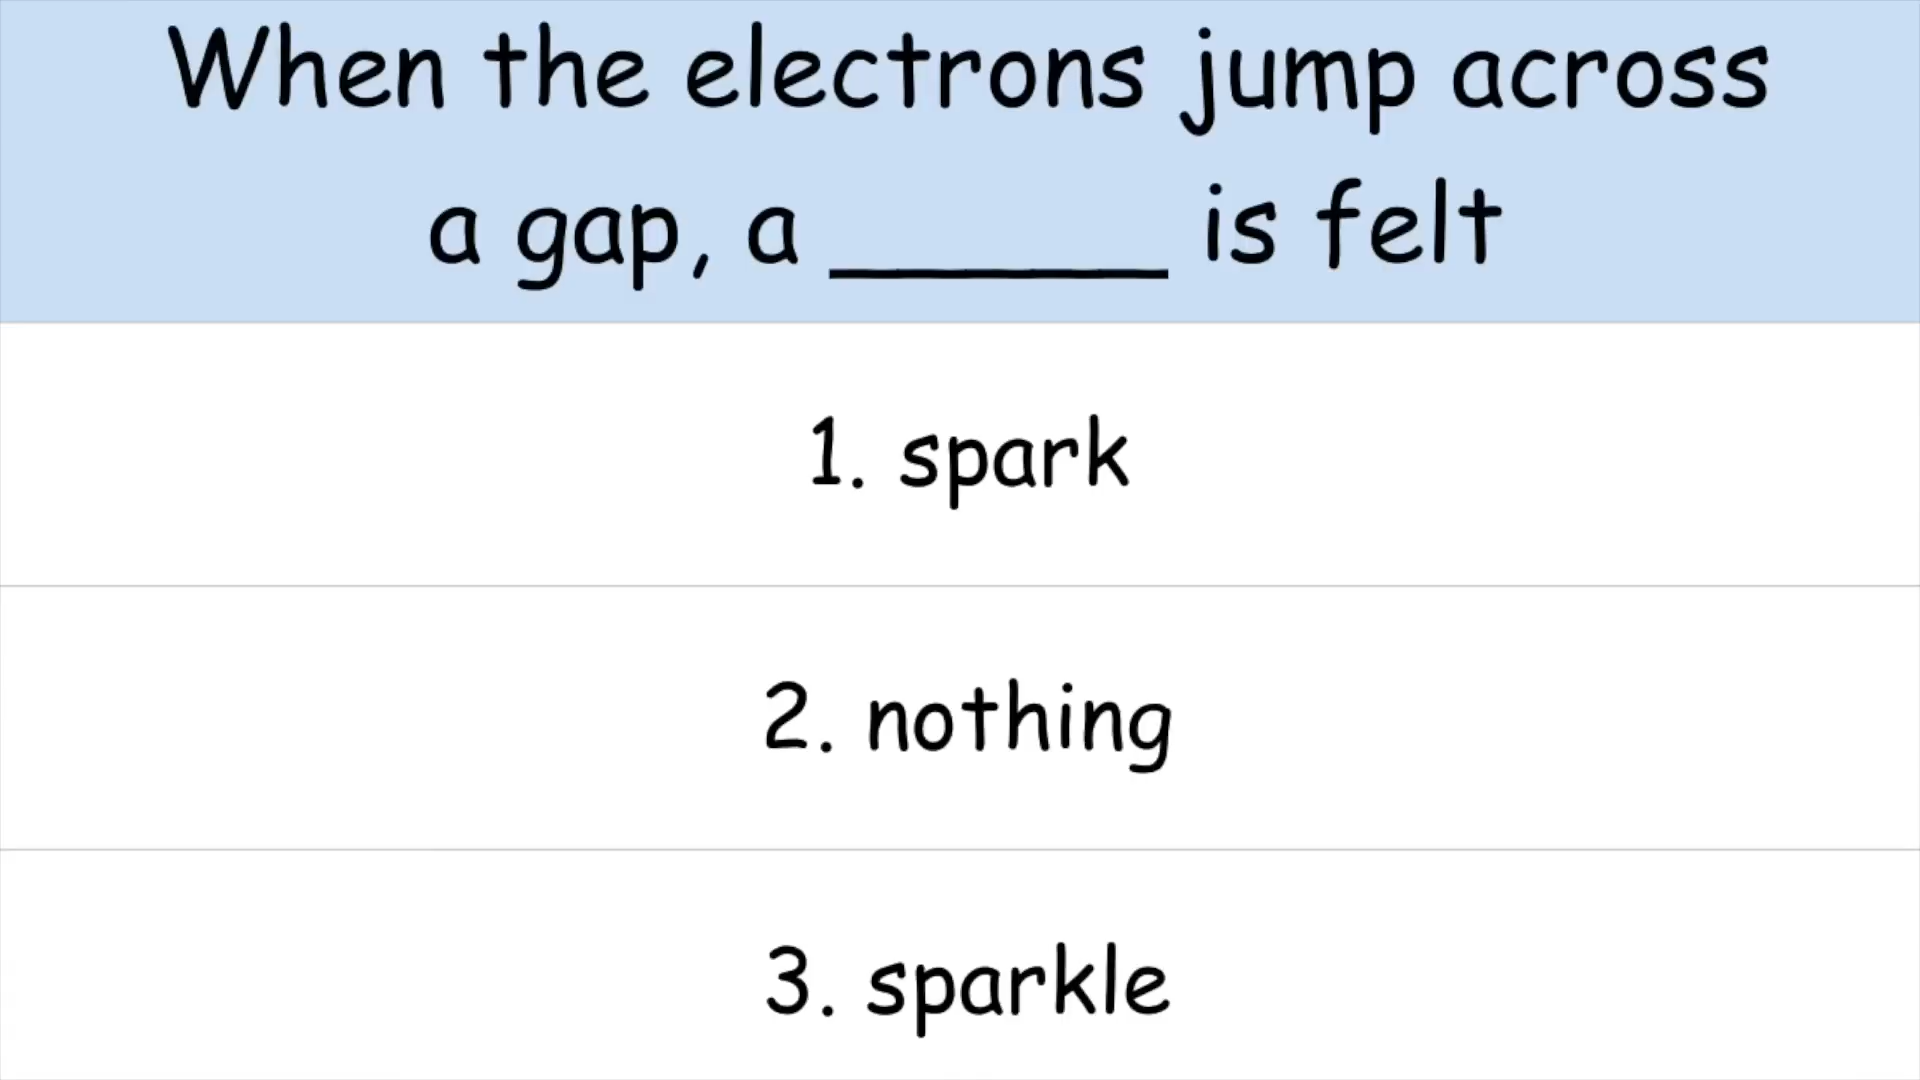 When the electrons jump across
a gap, a ______ is felt
1. spark
2. nothing
3. sparkle